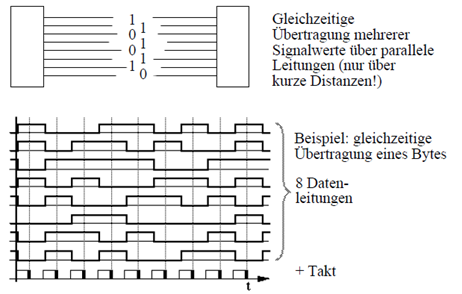 Gleichzeitige
Übertragung mehrerer
Signalwerte über parallele
Leitungen (nur über
kurze Distanzen!)
1
1
0
1
0
1
1
0
Beispiel: gleichzeitige
Übertragung eines Bytes
8 Daten-
leitungen
+ Takt
t